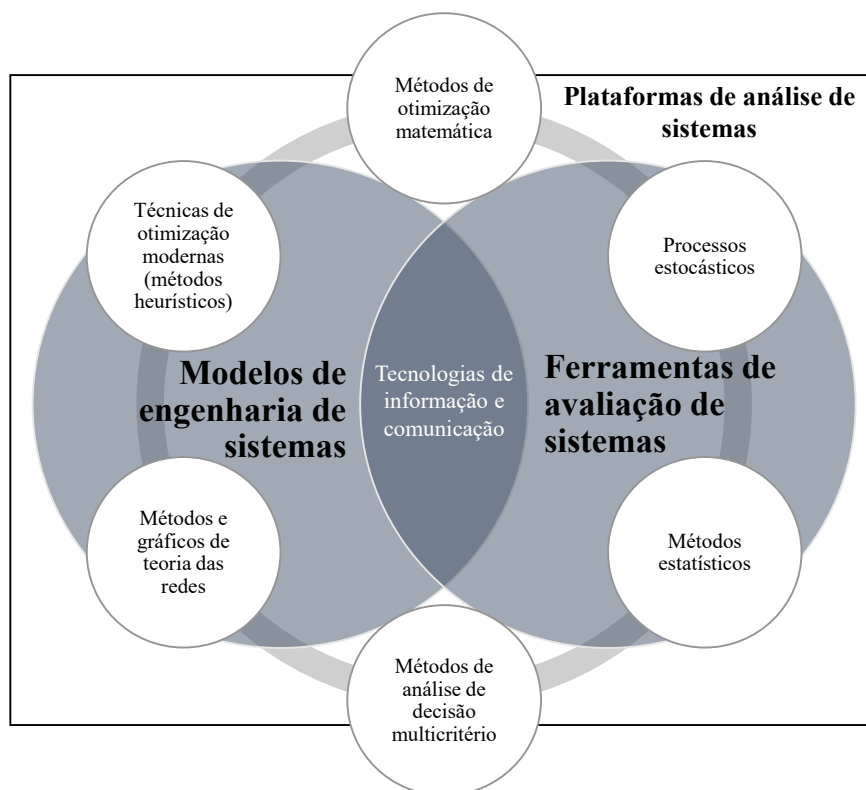 Métodos de
otimização
matemática
Plataformas de análise de
sistemas
Técnicas de
otimização
modernas
(métodos
heurísticos)
Processos
estocásticos
Modelos de
engenharia de
sistemas
Tecnologias de
informação e
comunicação
Ferramentas de
avaliação de
sistemas
Métodos e
gráficos de
teoria das
redes
Métodos
estatísticos
Métodos de
análise de
decisão
multicritério